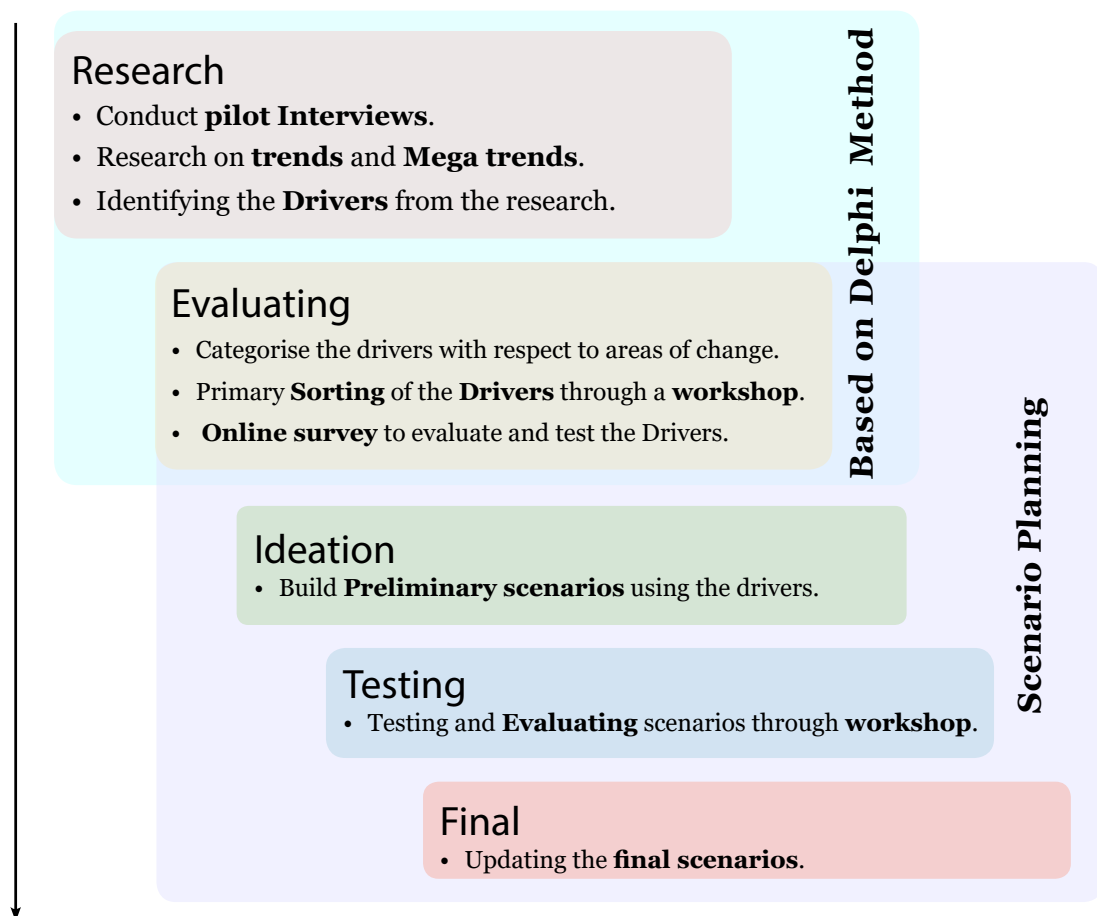 Research
• Conduct pilot Interviews.
• Research on trends and Mega trends.
• Identifying the Drivers from the research.
Based on Delphi Method
Evaluating
• Categorise the drivers with respect to areas of change.
• Primary Sorting of the Drivers through a workshop.
• Online survey to evaluate and test the Drivers.
Scenario Planning
Ideation
• Build Preliminary scenarios using the drivers.
Testing
• Testing and Evaluating scenarios through workshop.
Final
• Updating the final scenarios.